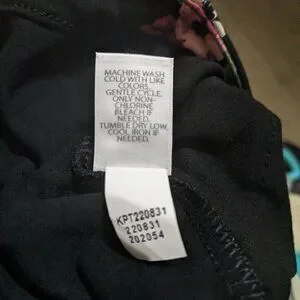 MACHINE WASH
COLD WITH LIKE
COLORS.
GENTLE CYCLE.
ONLY NON-
CHLORINE
BLEACH IF
NEEDED.
TUMBLE DRY LOW.
COOL IRON IF
NEEDED.
KPT220831
220831
202054